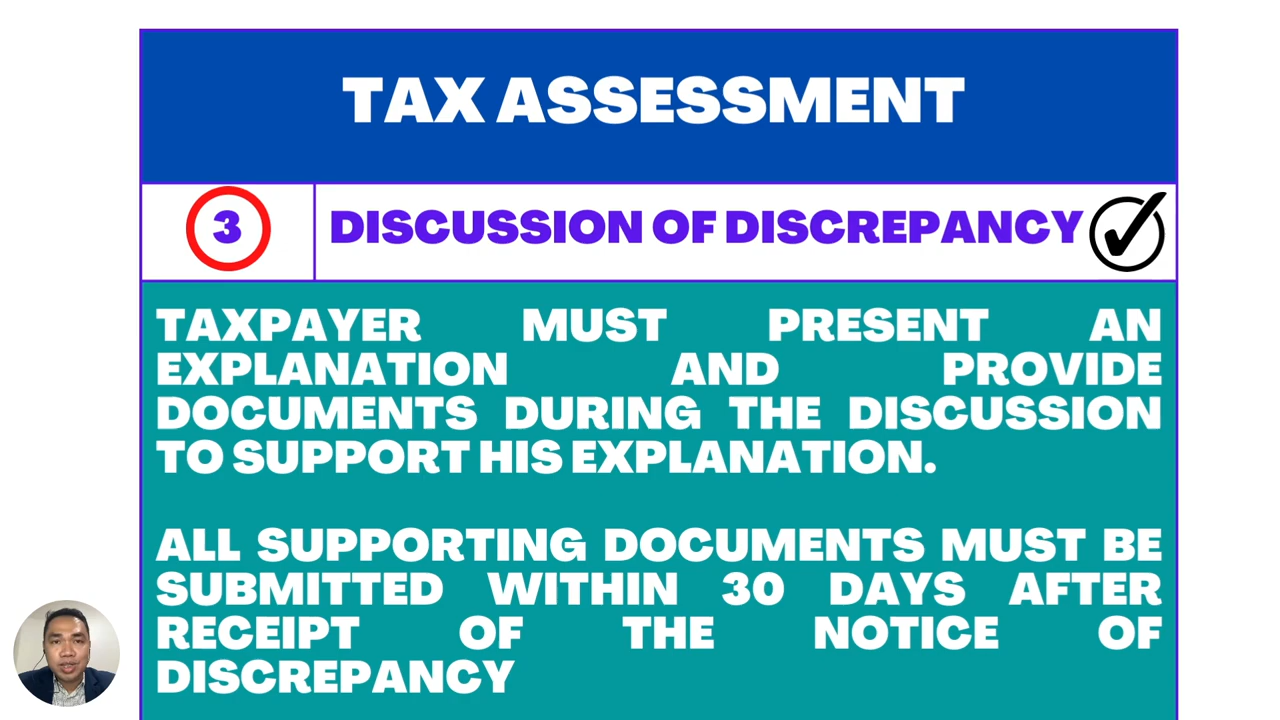 TAX ASSESSMENT
3
DISCUSSION OF DISCREPANCY
TAXPAYER MUST PRESENT AN
EXPLANATION AND PROVIDE
DOCUMENTS DURING THE DISCUSSION
TO SUPPORT HIS EXPLANATION.
ALL SUPPORTING DOCUMENTS MUST BE
SUBMITTED WITHIN 30 DAYS AFTER
RECEIPT OF THE NOTICE OF
DISCREPANCY